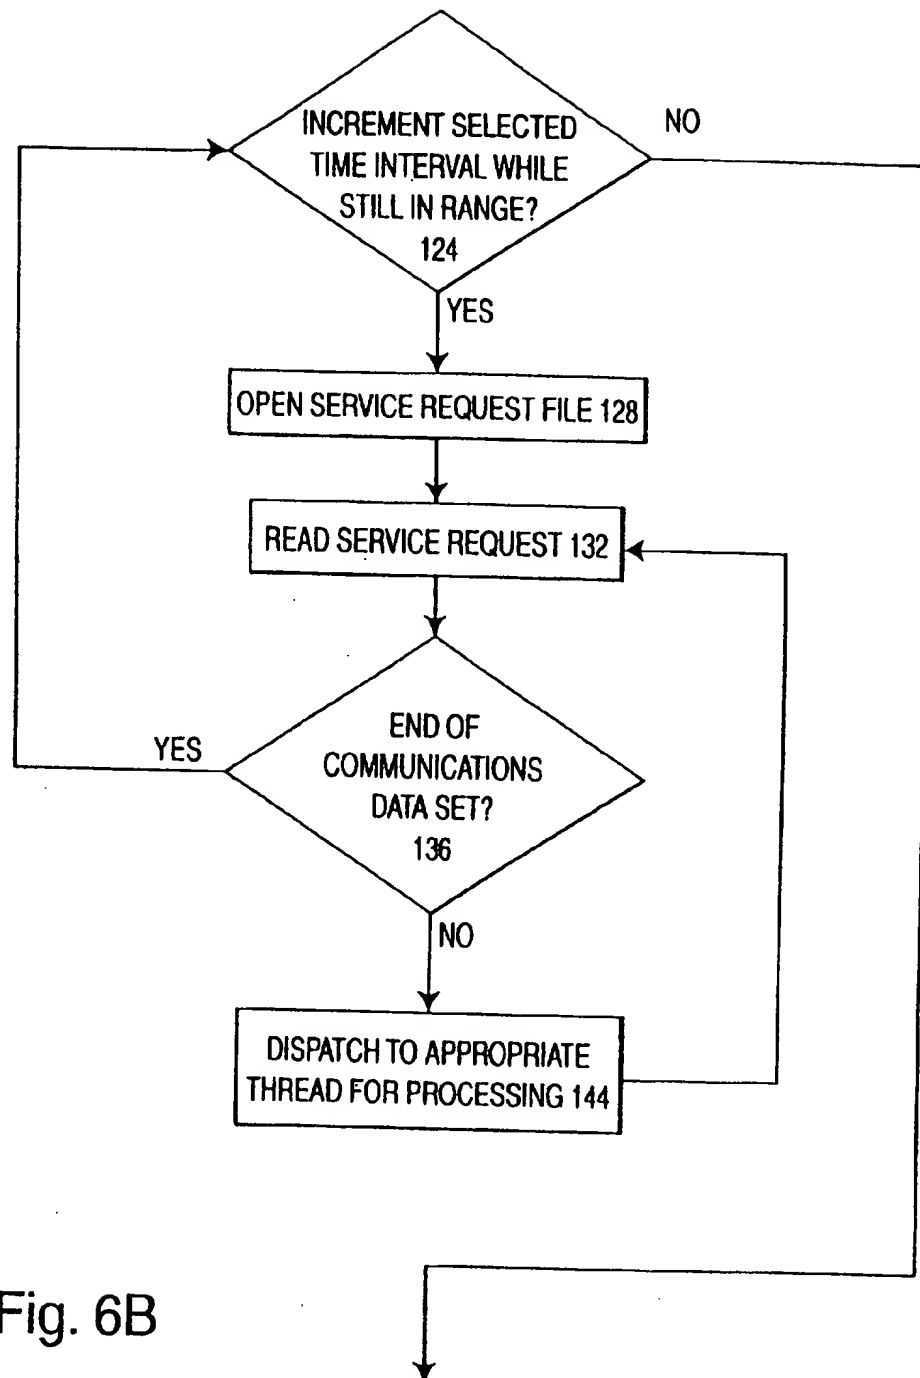 INCREMENT SELECTED
TIME INTERVAL WHILE
STILL IN RANGE?
124
NO
YES
OPEN SERVICE REQUEST FILE 128
READ SERVICE REQUEST 132
END OF
COMMUNICATIONS
DATA SET?
136
YES
NO
DISPATCH TO APPROPRIATE
THREAD FOR PROCESSING 144
Fig. 6B